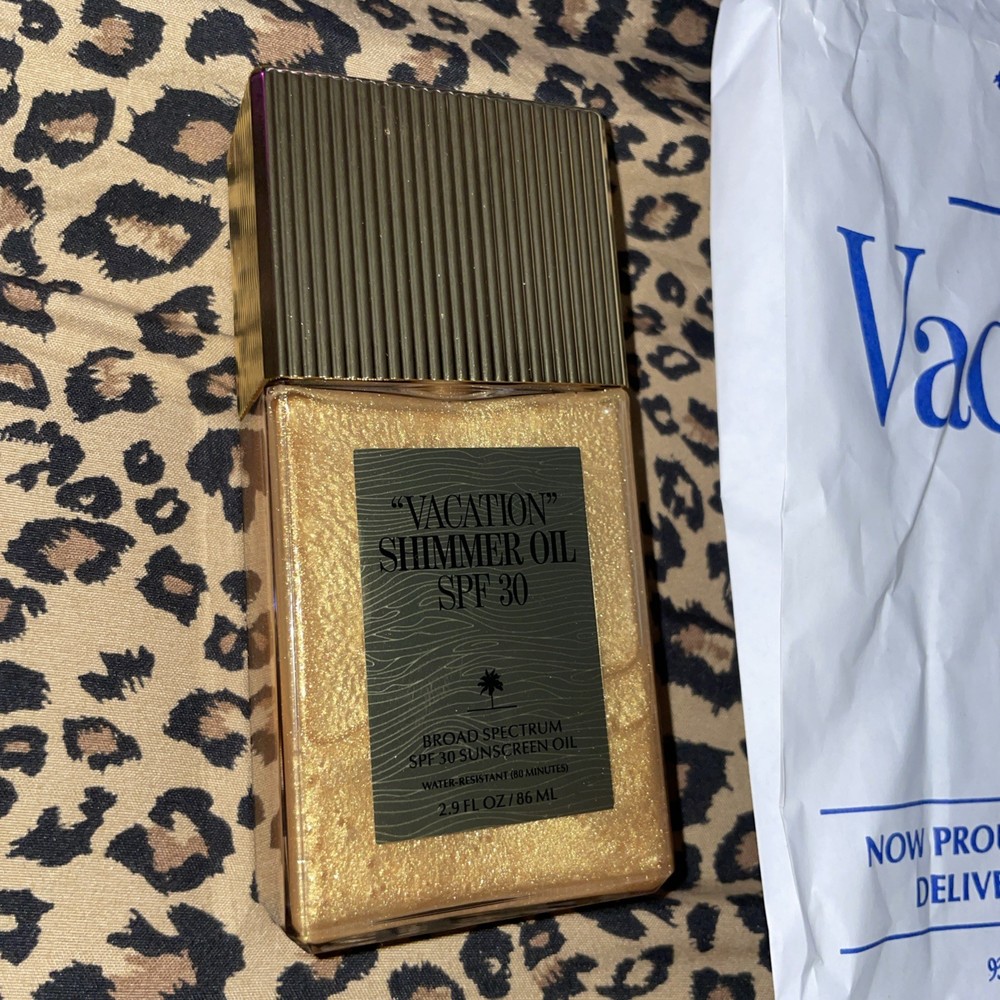 “VACATION”
SHIMMER OIL
SPF 30
BROAD SPECTRUM
SPF 30 SUNSCREEN OIL
WATER-RESISTANT (80 MINUTES)
2.9 FL OZ / 86 ML
Vac
NOW PROU
DELIVE
93